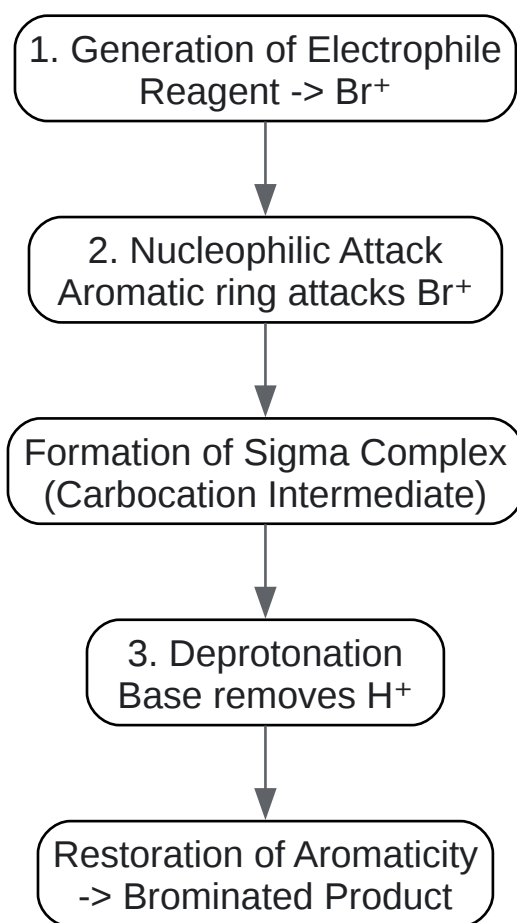 1. Generation of Electrophile
Reagent -> Br⁺
2. Nucleophilic Attack
Aromatic ring attacks Br⁺
Formation of Sigma Complex
(Carbocation Intermediate)
3. Deprotonation
Base removes H⁺
Restoration of Aromaticity
-> Brominated Product